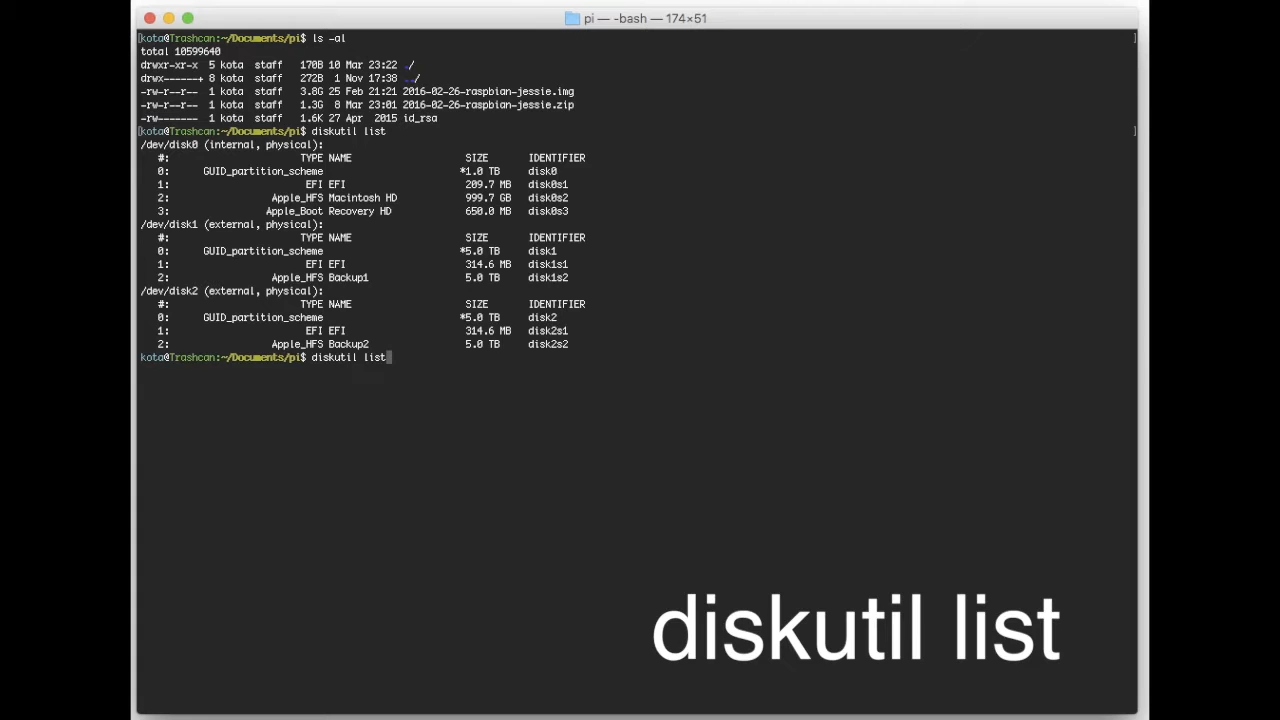 pi — -bash — 174×51
[kota@Trashcan:~/Documents/pi$ ls -al ]
total 10599640
drwxr-xr-x 5 kota staff 170B 10 Mar 23:22 ./
drwx------+ 8 kota staff 272B 1 Nov 17:38 ../
-rw-r--r-- 1 kota staff 3.8G 25 Feb 21:21 2016-02-26-raspbian-jessie.img
-rw-r--r-- 1 kota staff 1.3G 8 Mar 23:01 2016-02-26-raspbian-jessie.zip
-rw------- 1 kota staff 1.6K 27 Apr 2015 id_rsa
[kota@Trashcan:~/Documents/pi$ diskutil list ]
/dev/disk0 (internal, physical):
#: TYPE NAME SIZE IDENTIFIER
0: GUID_partition_scheme *1.0 TB disk0
1: EFI EFI 209.7 MB disk0s1
2: Apple_HFS Macintosh HD 999.7 GB disk0s2
3: Apple_Boot Recovery HD 650.0 MB disk0s3
/dev/disk1 (external, physical):
#: TYPE NAME SIZE IDENTIFIER
0: GUID_partition_scheme *5.0 TB disk1
1: EFI EFI 314.6 MB disk1s1
2: Apple_HFS Backup1 5.0 TB disk1s2
/dev/disk2 (external, physical):
#: TYPE NAME SIZE IDENTIFIER
0: GUID_partition_scheme *5.0 TB disk2
1: EFI EFI 314.6 MB disk2s1
2: Apple_HFS Backup2 5.0 TB disk2s2
kota@Trashcan:~/Documents/pi$ diskutil list
diskutil list